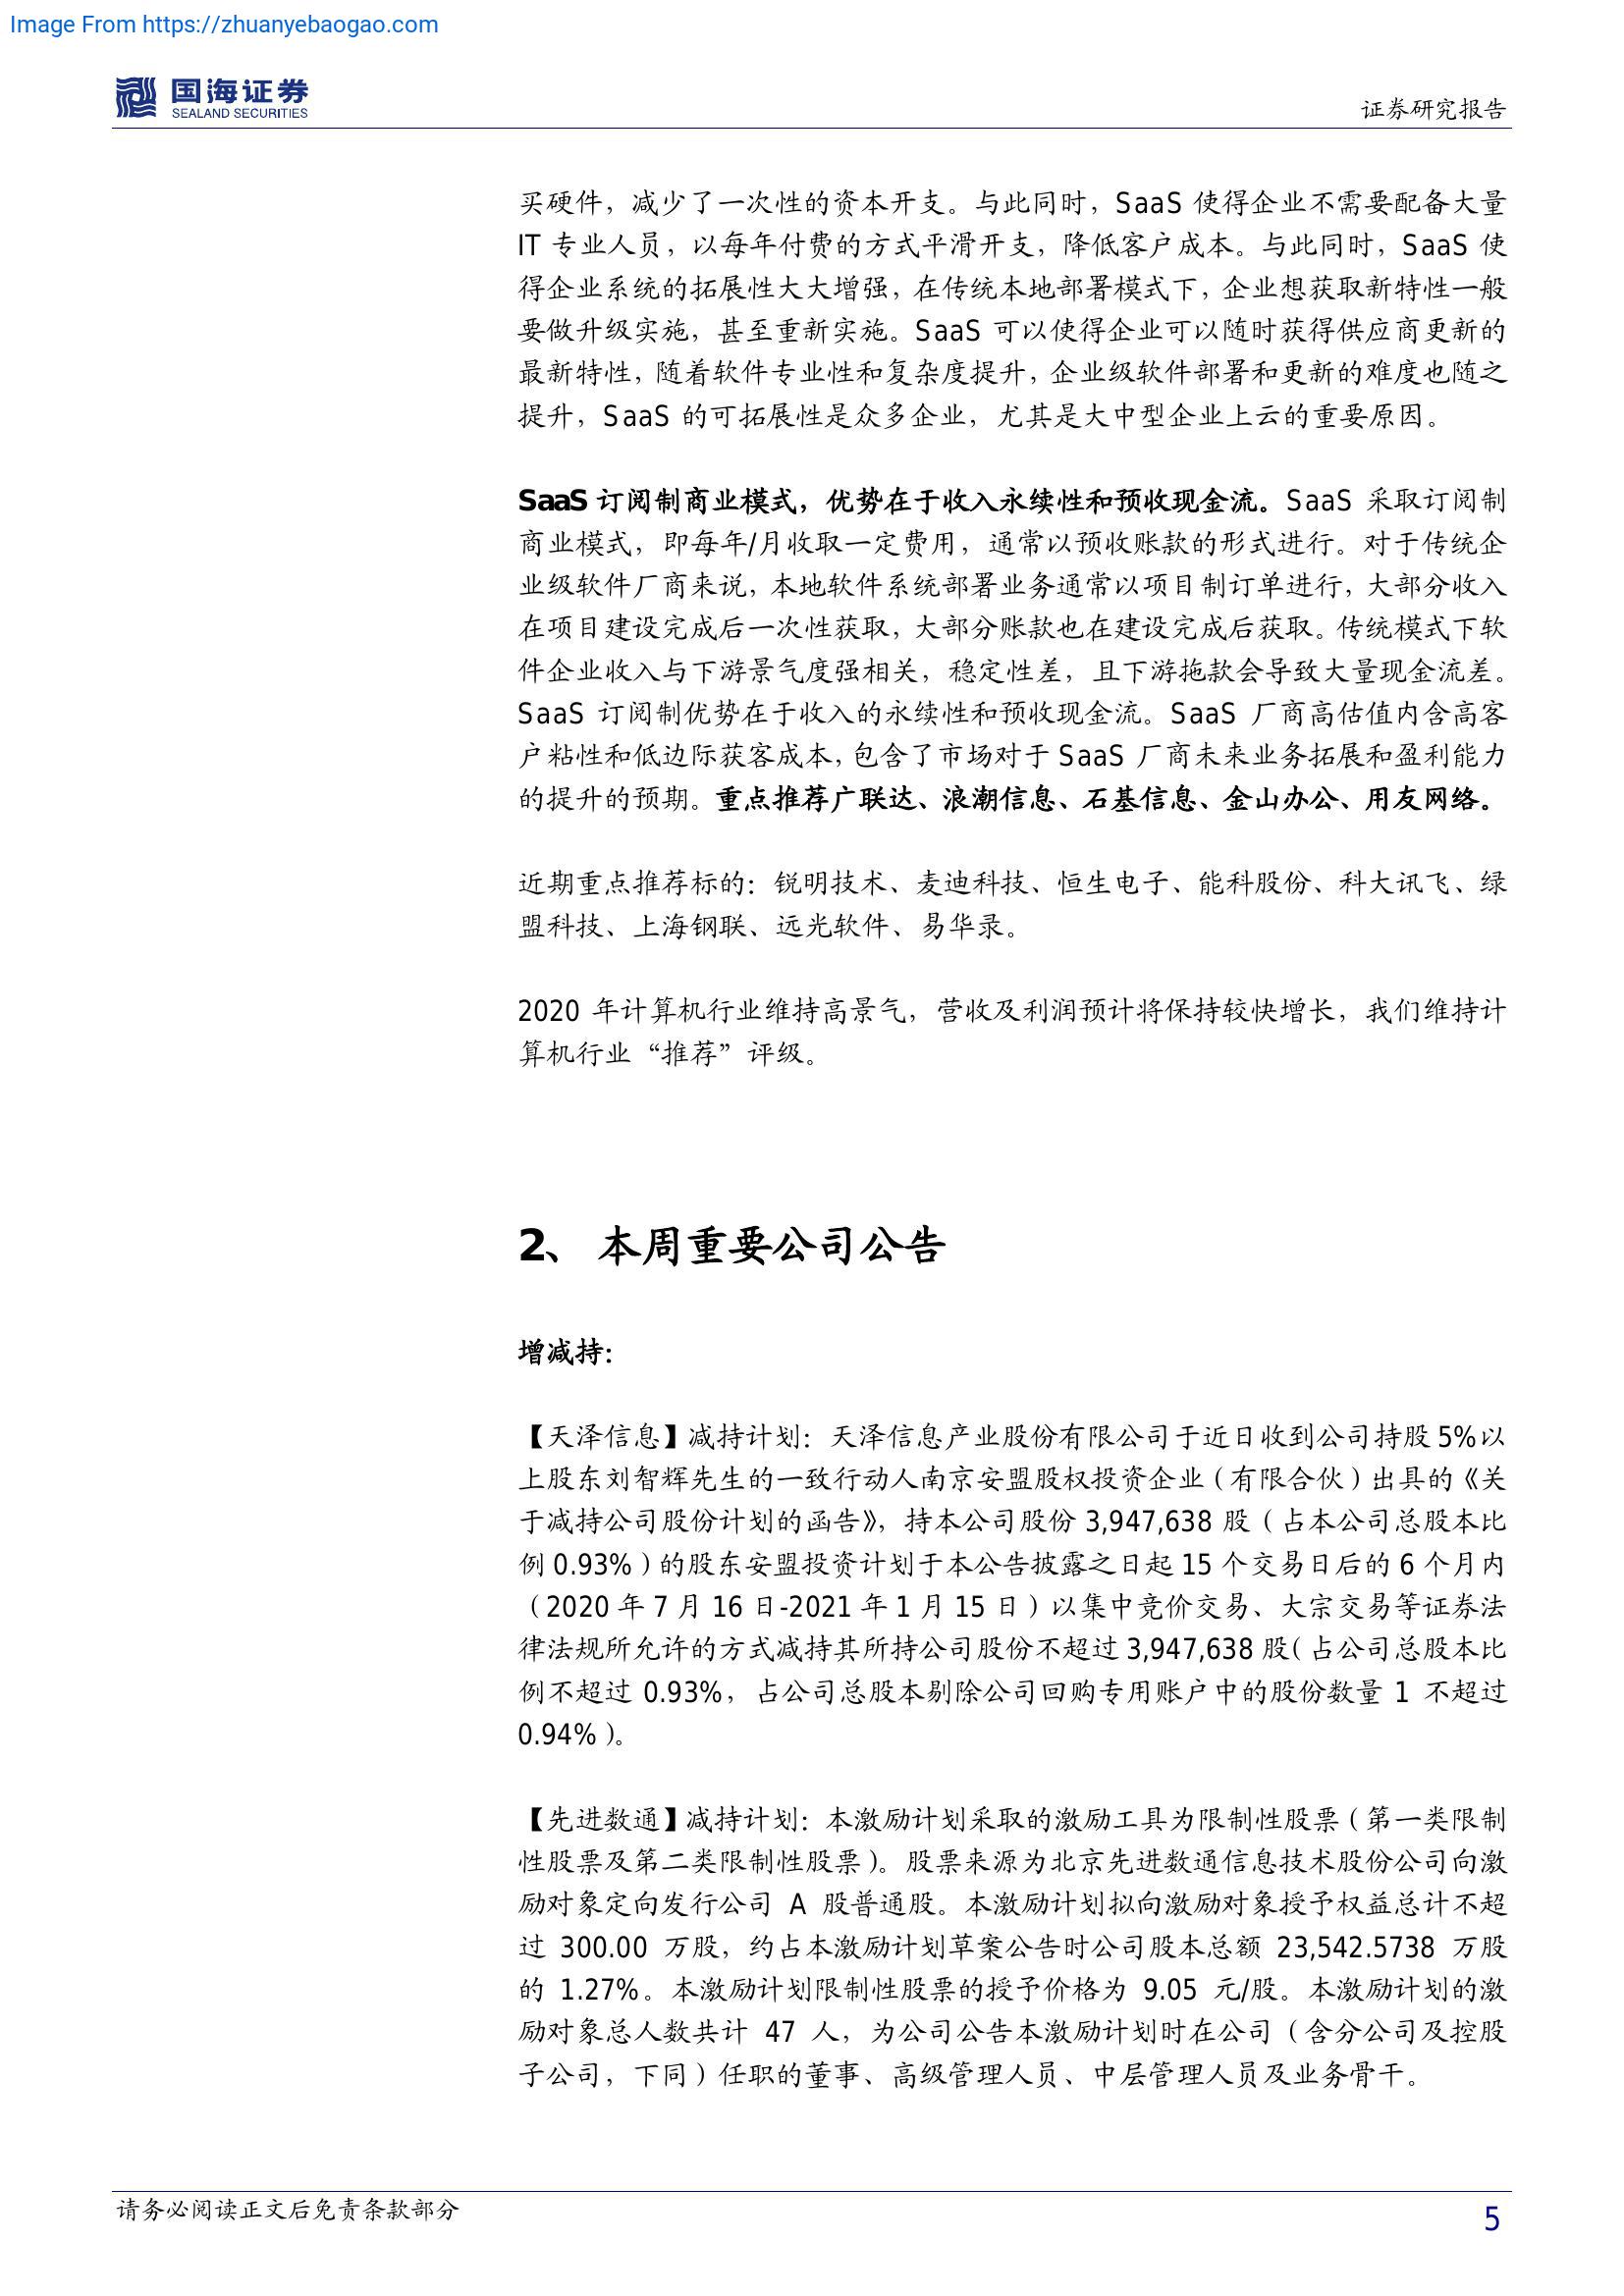 Image From https://zhuanyebaogao.com
国海证券
SEALAND SECURITIES
证券研究报告
买硬件，减少了一次性的资本开支。与此同时，SaaS 使得企业不需要配备大量
IT 专业人员，以每年付费的方式平滑开支，降低客户成本。与此同时，SaaS 使
得企业系统的拓展性大大增强，在传统本地部署模式下，企业想获取新特性一般
要做升级实施，甚至重新实施。SaaS 可以使得企业可以随时获得供应商更新的
最新特性，随着软件专业性和复杂度提升，企业级软件部署和更新的难度也随之
提升，SaaS 的可拓展性是众多企业，尤其是大中型企业上云的重要原因。
SaaS 订阅制商业模式，优势在于收入永续性和预收现金流。SaaS 采取订阅制
商业模式，即每年/月收取一定费用，通常以预收账款的形式进行。对于传统企
业级软件厂商来说，本地软件系统部署业务通常以项目制订单进行，大部分收入
在项目建设完成后一次性获取，大部分账款也在建设完成后获取。传统模式下软
件企业收入与下游景气度强相关，稳定性差，且下游拖款会导致大量现金流差。
SaaS 订阅制优势在于收入的永续性和预收现金流。SaaS 厂商高估值内含高客
户粘性和低边际获客成本，包含了市场对于 SaaS 厂商未来业务拓展和盈利能力
的提升的预期。重点推荐广联达、浪潮信息、石基信息、金山办公、用友网络。
近期重点推荐标的：锐明技术、麦迪科技、恒生电子、能科股份、科大讯飞、绿
盟科技、上海钢联、远光软件、易华录。
2020 年计算机行业维持高景气，营收及利润预计将保持较快增长，我们维持计
算机行业“推荐”评级。
2、 本周重要公司公告
增减持：
【天泽信息】减持计划：天泽信息产业股份有限公司于近日收到公司持股 5%以
上股东刘智辉先生的一致行动人南京安盟股权投资企业（有限合伙）出具的《关
于减持公司股份计划的函告》，持本公司股份 3,947,638 股（占本公司总股本比
例 0.93%）的股东安盟投资计划于本公告披露之日起 15 个交易日后的 6 个月内
（2020 年 7 月 16 日-2021 年 1 月 15 日）以集中竞价交易、大宗交易等证券法
律法规所允许的方式减持其所持公司股份不超过 3,947,638 股（占公司总股本比
例不超过 0.93%，占公司总股本剔除公司回购专用账户中的股份数量 1 不超过
0.94%）。
【先进数通】减持计划：本激励计划采取的激励工具为限制性股票（第一类限制
性股票及第二类限制性股票）。股票来源为北京先进数通信息技术股份公司向激
励对象定向发行公司 A 股普通股。本激励计划拟向激励对象授予权益总计不超
过 300.00 万股，约占本激励计划草案公告时公司股本总额 23,542.5738 万股
的 1.27%。本激励计划限制性股票的授予价格为 9.05 元/股。本激励计划的激
励对象总人数共计 47 人，为公司公告本激励计划时在公司（含分公司及控股
子公司，下同）任职的董事、高级管理人员、中层管理人员及业务骨干。
请务必阅读正文后免责条款部分
5